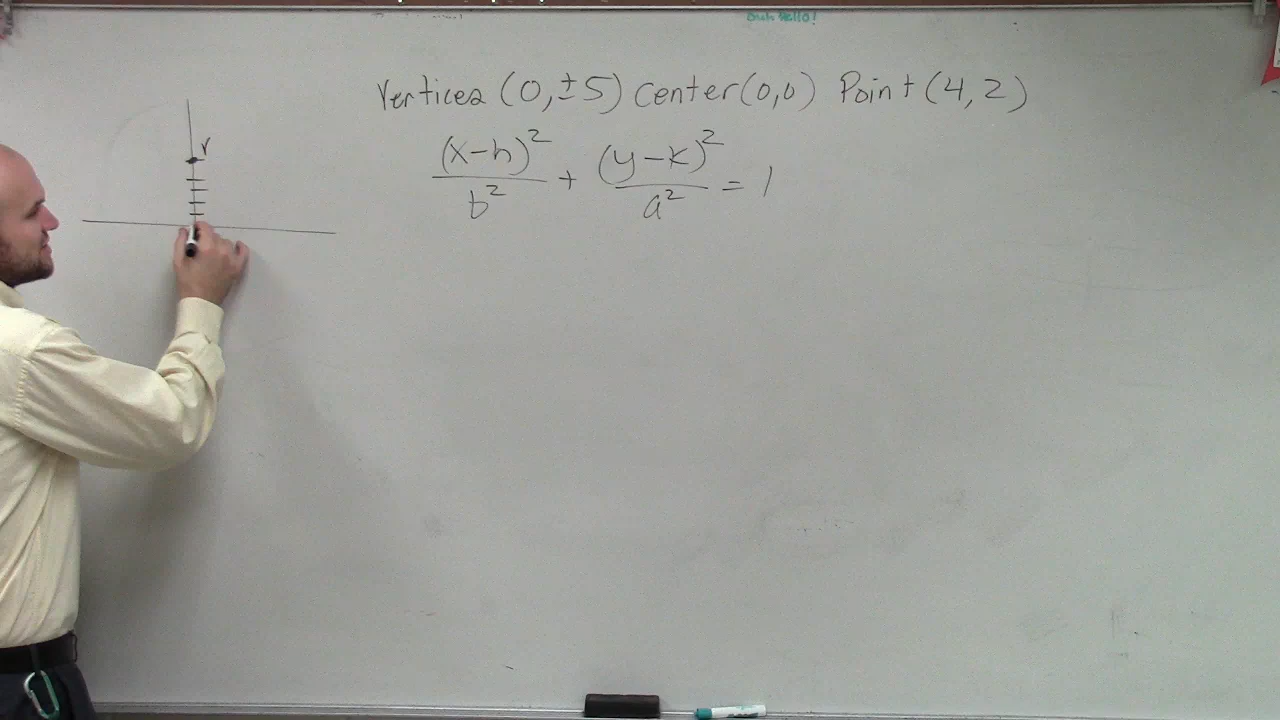 Vertices (0, ±5) center (0,0) Point (4,2)
(x-h)² / b² + (y-k)² / a² = 1
V